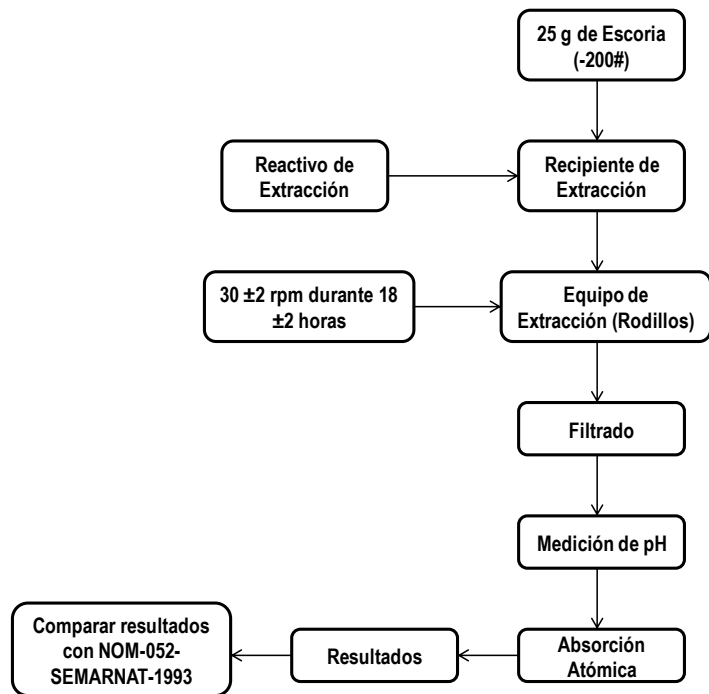 25 g de Escoria
(-200#)
Reactivo de
Extracción
Recipiente de
Extracción
30 ±2 rpm durante 18
±2 horas
Equipo de
Extracción (Rodillos)
Filtrado
Medición de pH
Absorción
Atómica
Resultados
Comparar resultados
con NOM-052-
SEMARNAT-1993